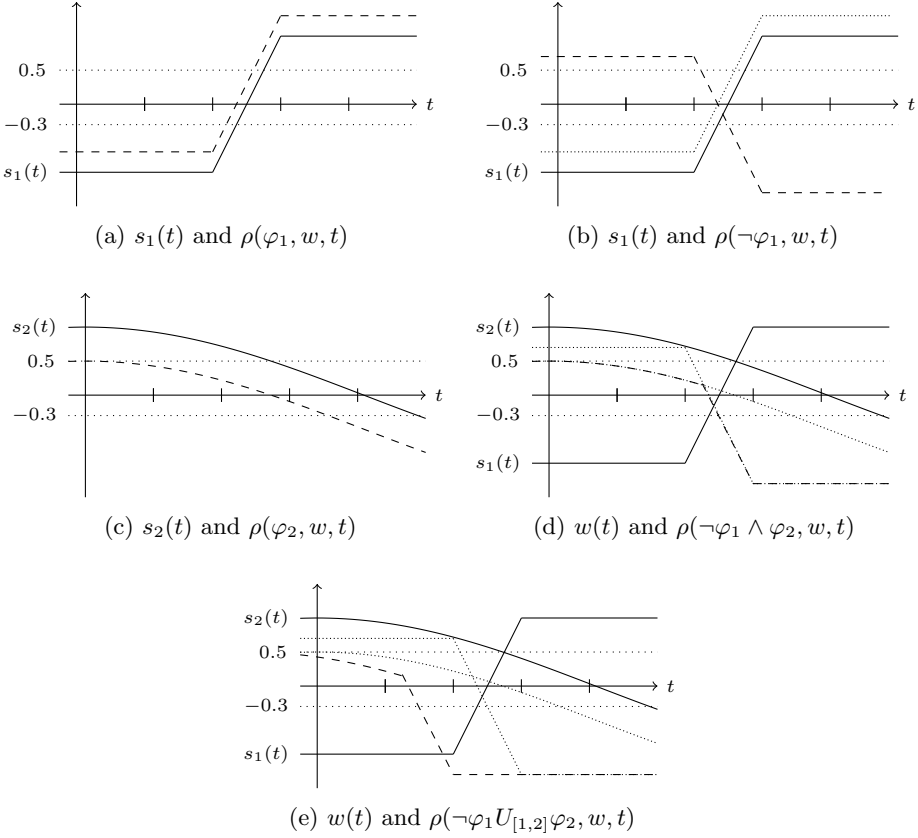 0.5
t
−0.3
s₁(t)
(a) s₁(t) and ρ(φ₁, w, t)
0.5
t
−0.3
s₁(t)
(b) s₁(t) and ρ(¬φ₁, w, t)
s₂(t)
0.5
t
−0.3
(c) s₂(t) and ρ(φ₂, w, t)
s₂(t)
0.5
t
−0.3
s₁(t)
(d) w(t) and ρ(¬φ₁ ∧ φ₂, w, t)
s₂(t)
0.5
t
−0.3
s₁(t)
(e) w(t) and ρ(¬φ₁U[1,2]φ₂, w, t)